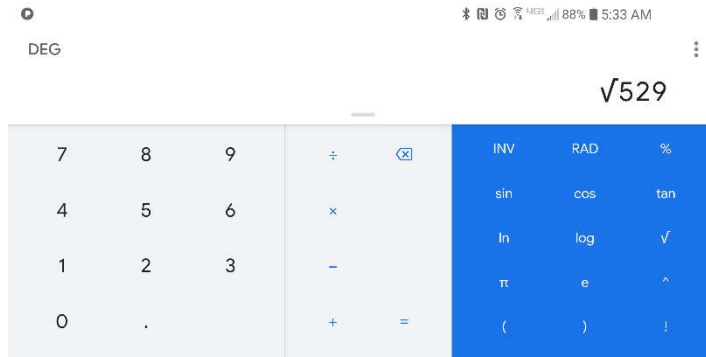 88% 5:33 AM
DEG
√529
7 8 9 ÷ INV RAD %
4 5 6 × sin cos tan
1 2 3 − ln log √
0 . + = π e ^
( ) !